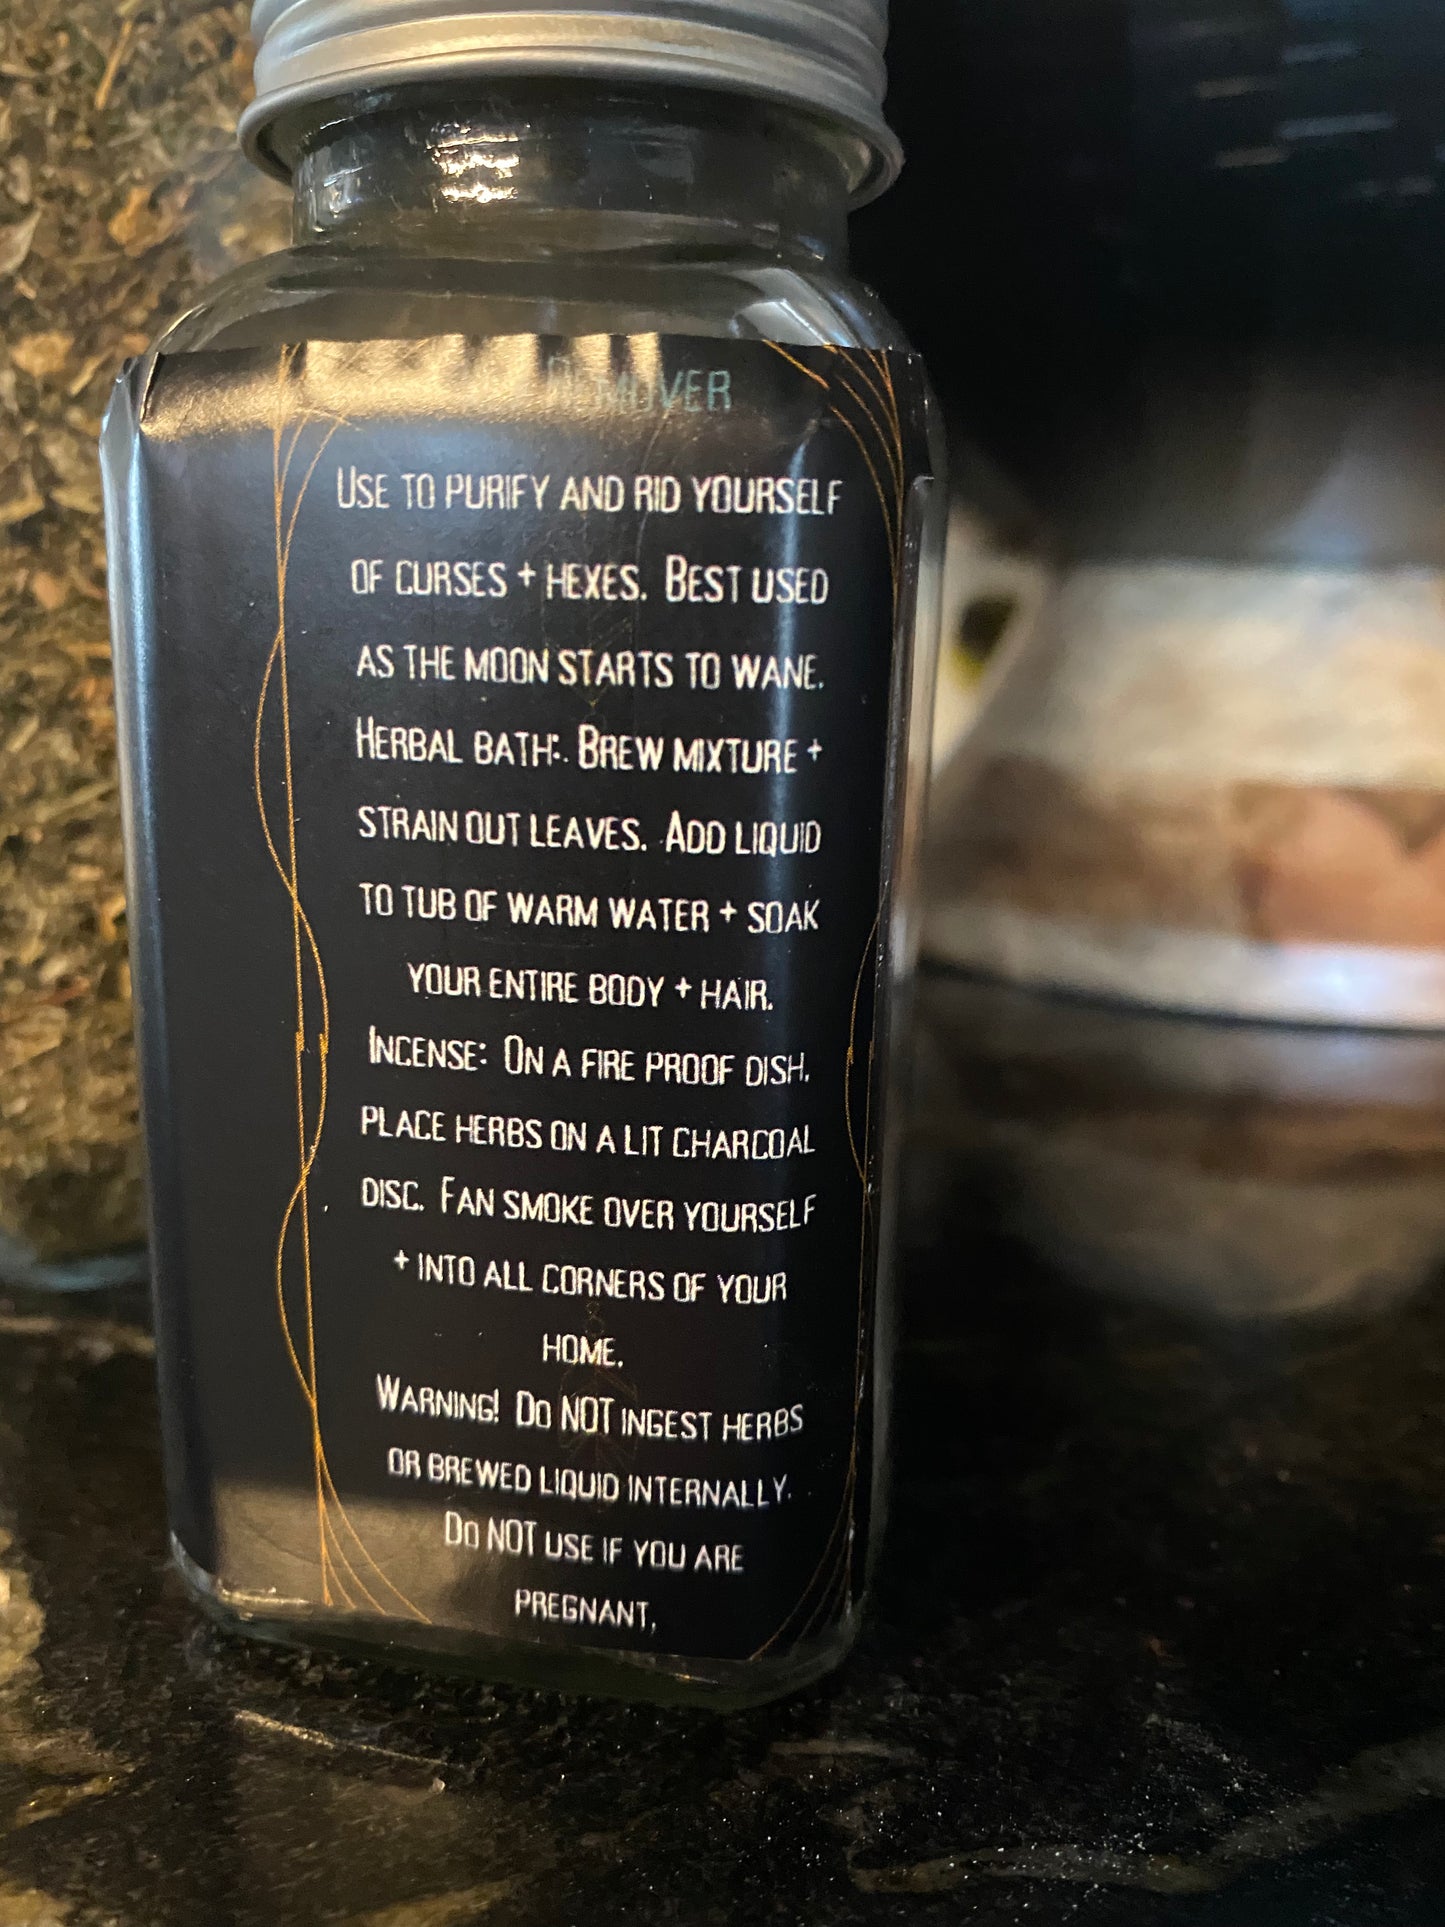 Remover
Use to purify and rid yourself
of curses + hexes. Best used
as the moon starts to wane.
Herbal bath: Brew mixture +
strain out leaves. Add liquid
to tub of warm water + soak
your entire body + hair.
Incense: On a fire proof dish,
place herbs on a lit charcoal
disc. Fan smoke over yourself
+ into all corners of your
home.
Warning! Do NOT ingest herbs
or brewed liquid internally.
Do NOT use if you are
pregnant,